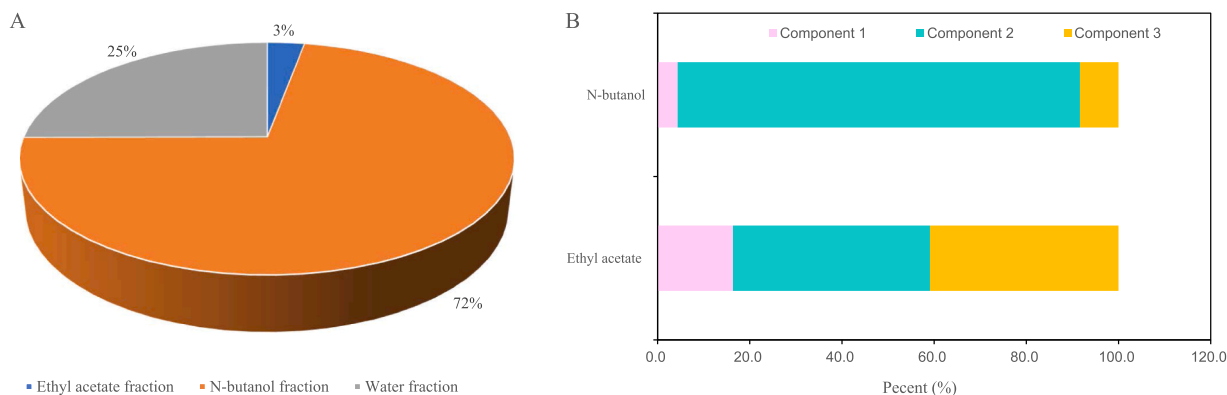 A
3%
25%
72%
Ethyl acetate fraction N-butanol fraction Water fraction
B
Component 1 Component 2 Component 3
N-butanol
Ethyl acetate
0.0 20.0 40.0 60.0 80.0 100.0 120.0
Pecent (%)